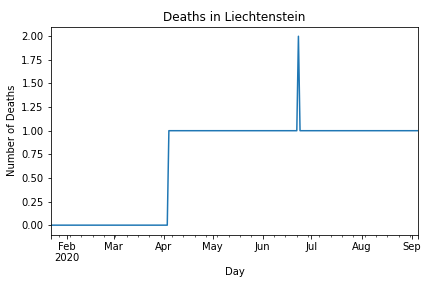 Deaths in Liechtenstein
2.00
1.75
1.50
1.25
1.00
0.75
0.50
0.25
0.00
Number of Deaths
Feb Mar Apr May Jun Jul Aug Sep
2020
Day